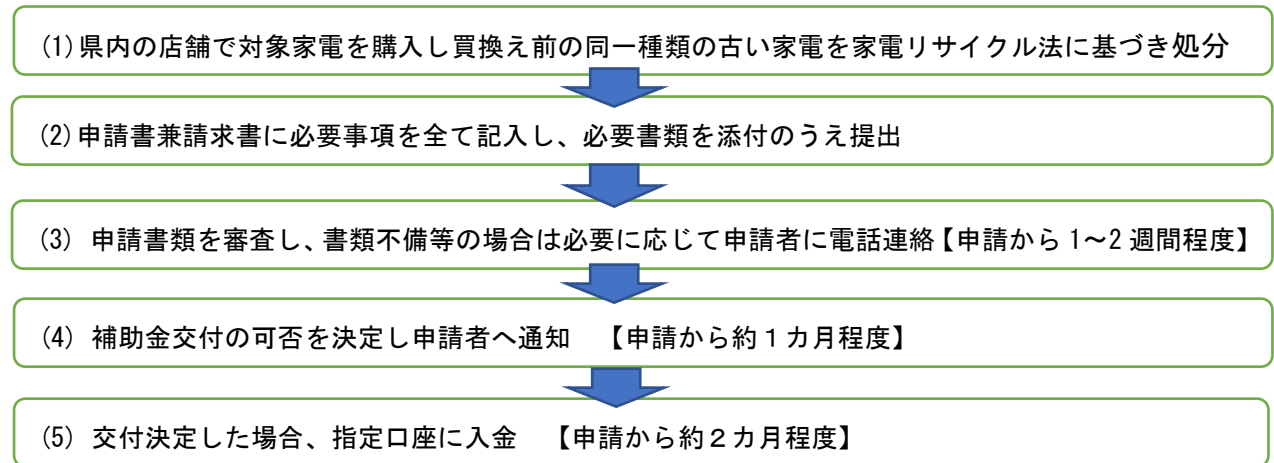 (1)県内の店舗で対象家電を購入し買換え前の同一種類の古い家電を家電リサイクル法に基づき処分
(2)申請書兼請求書に必要事項を全て記入し、必要書類を添付のうえ提出
(3) 申請書類を審査し、書類不備等の場合は必要に応じて申請者に電話連絡【申請から1～2週間程度】
(4) 補助金交付の可否を決定し申請者へ通知　【申請から約１カ月程度】
(5) 交付決定した場合、指定口座に入金　【申請から約２カ月程度】